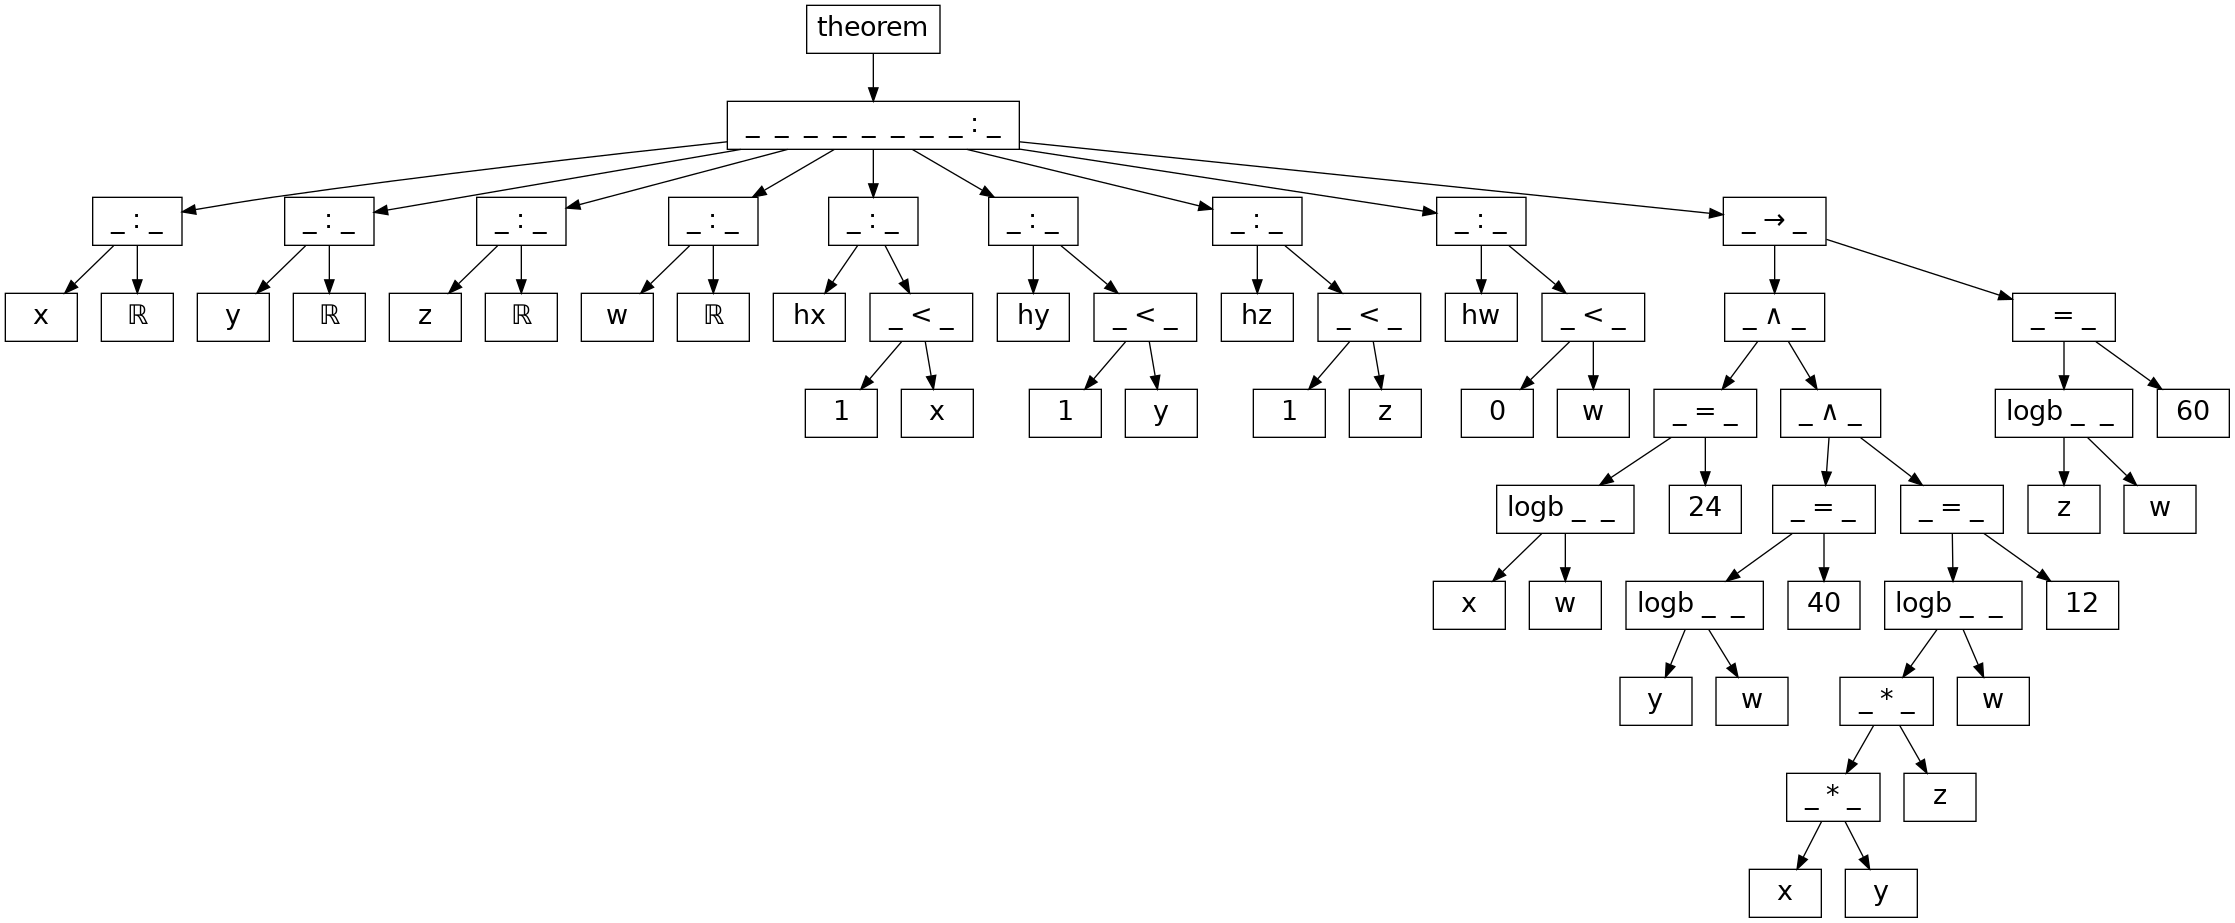 theorem
_ _ _ _ _ _ _ _ : _
_ : _ _ : _ _ : _ _ : _ _ : _ _ : _ _ : _ _ : _ _ → _
x ℝ y ℝ z ℝ w ℝ hx _ < _ hy _ < _ hz _ < _ hw _ < _ _ ∧ _ _ = _
1 x 1 y 1 z 0 w _ = _ _ ∧ _ logb _ _ 60
logb _ _ 24 _ = _ _ = _ z w
x w logb _ _ 40 logb _ _ 12
y w _ * _ w
_ * _ z
x y